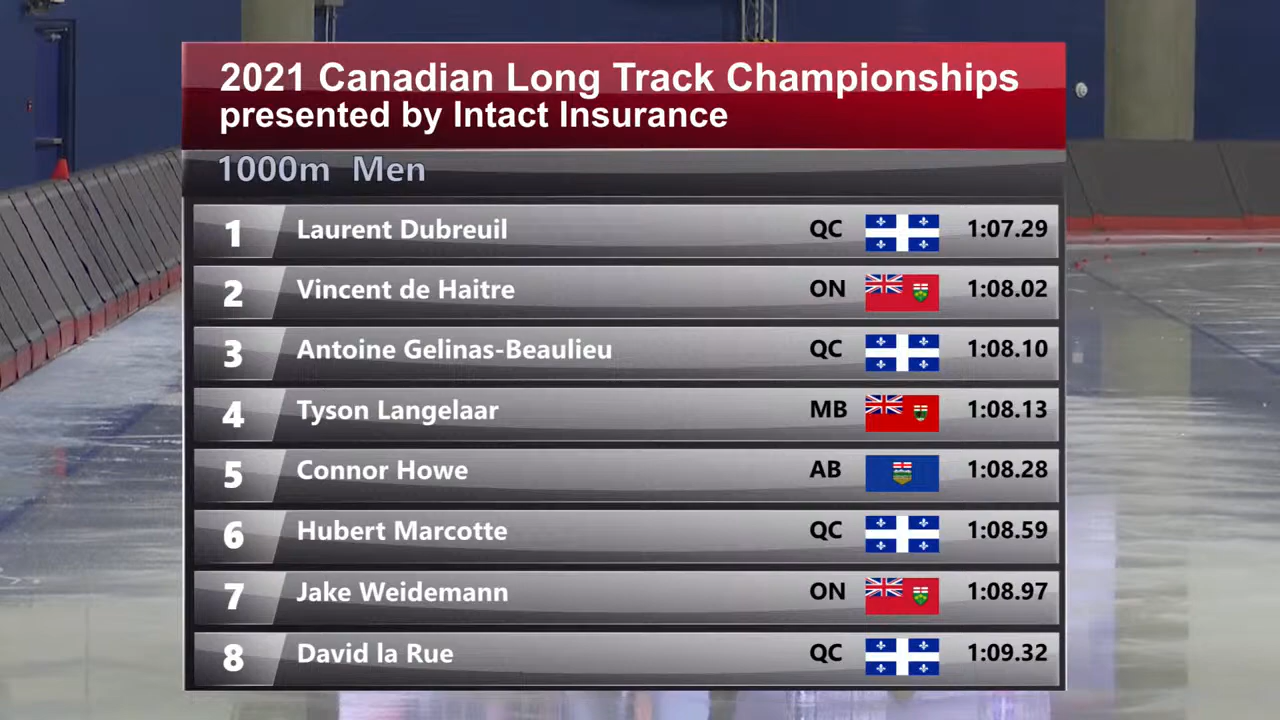 2021 Canadian Long Track Championships
presented by Intact Insurance
1000m Men
1 Laurent Dubreuil QC 1:07.29
2 Vincent de Haitre ON 1:08.02
3 Antoine Gelinas-Beaulieu QC 1:08.10
4 Tyson Langelaar MB 1:08.13
5 Connor Howe AB 1:08.28
6 Hubert Marcotte QC 1:08.59
7 Jake Weidemann ON 1:08.97
8 David la Rue QC 1:09.32